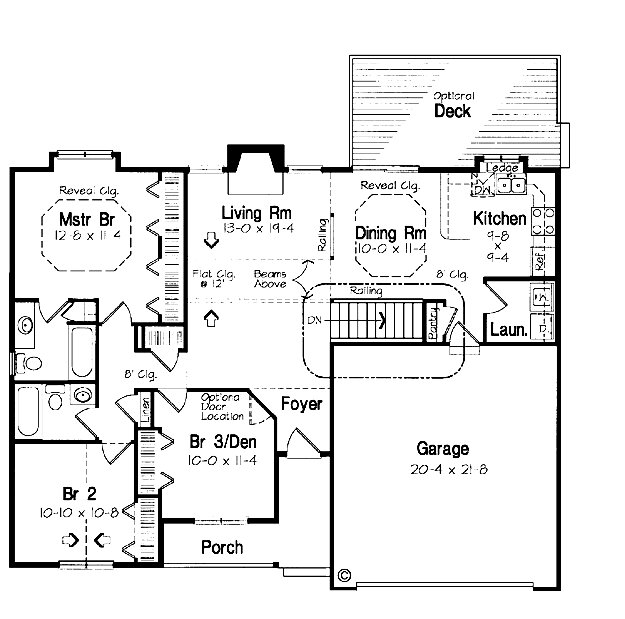 Optional
Deck
Ledge
DW
Reveal Clg.
Mstr Br
12-8 x 11-4
Living Rm
13-0 x 19-4
Railing
Reveal Clg.
Dining Rm
10-0 x 11-4
Kitchen
9-8
x
9-4
Ref.
Flat Clg.
@ 12'
Beams
Above
8' Clg.
Railing
DN
Pantry
Laun.
8' Clg.
Linen
Optional
Door
Location
Foyer
Br 3/Den
10-0 x 11-4
Garage
20-4 x 21-8
Br 2
10-10 x 10-8
Porch
©